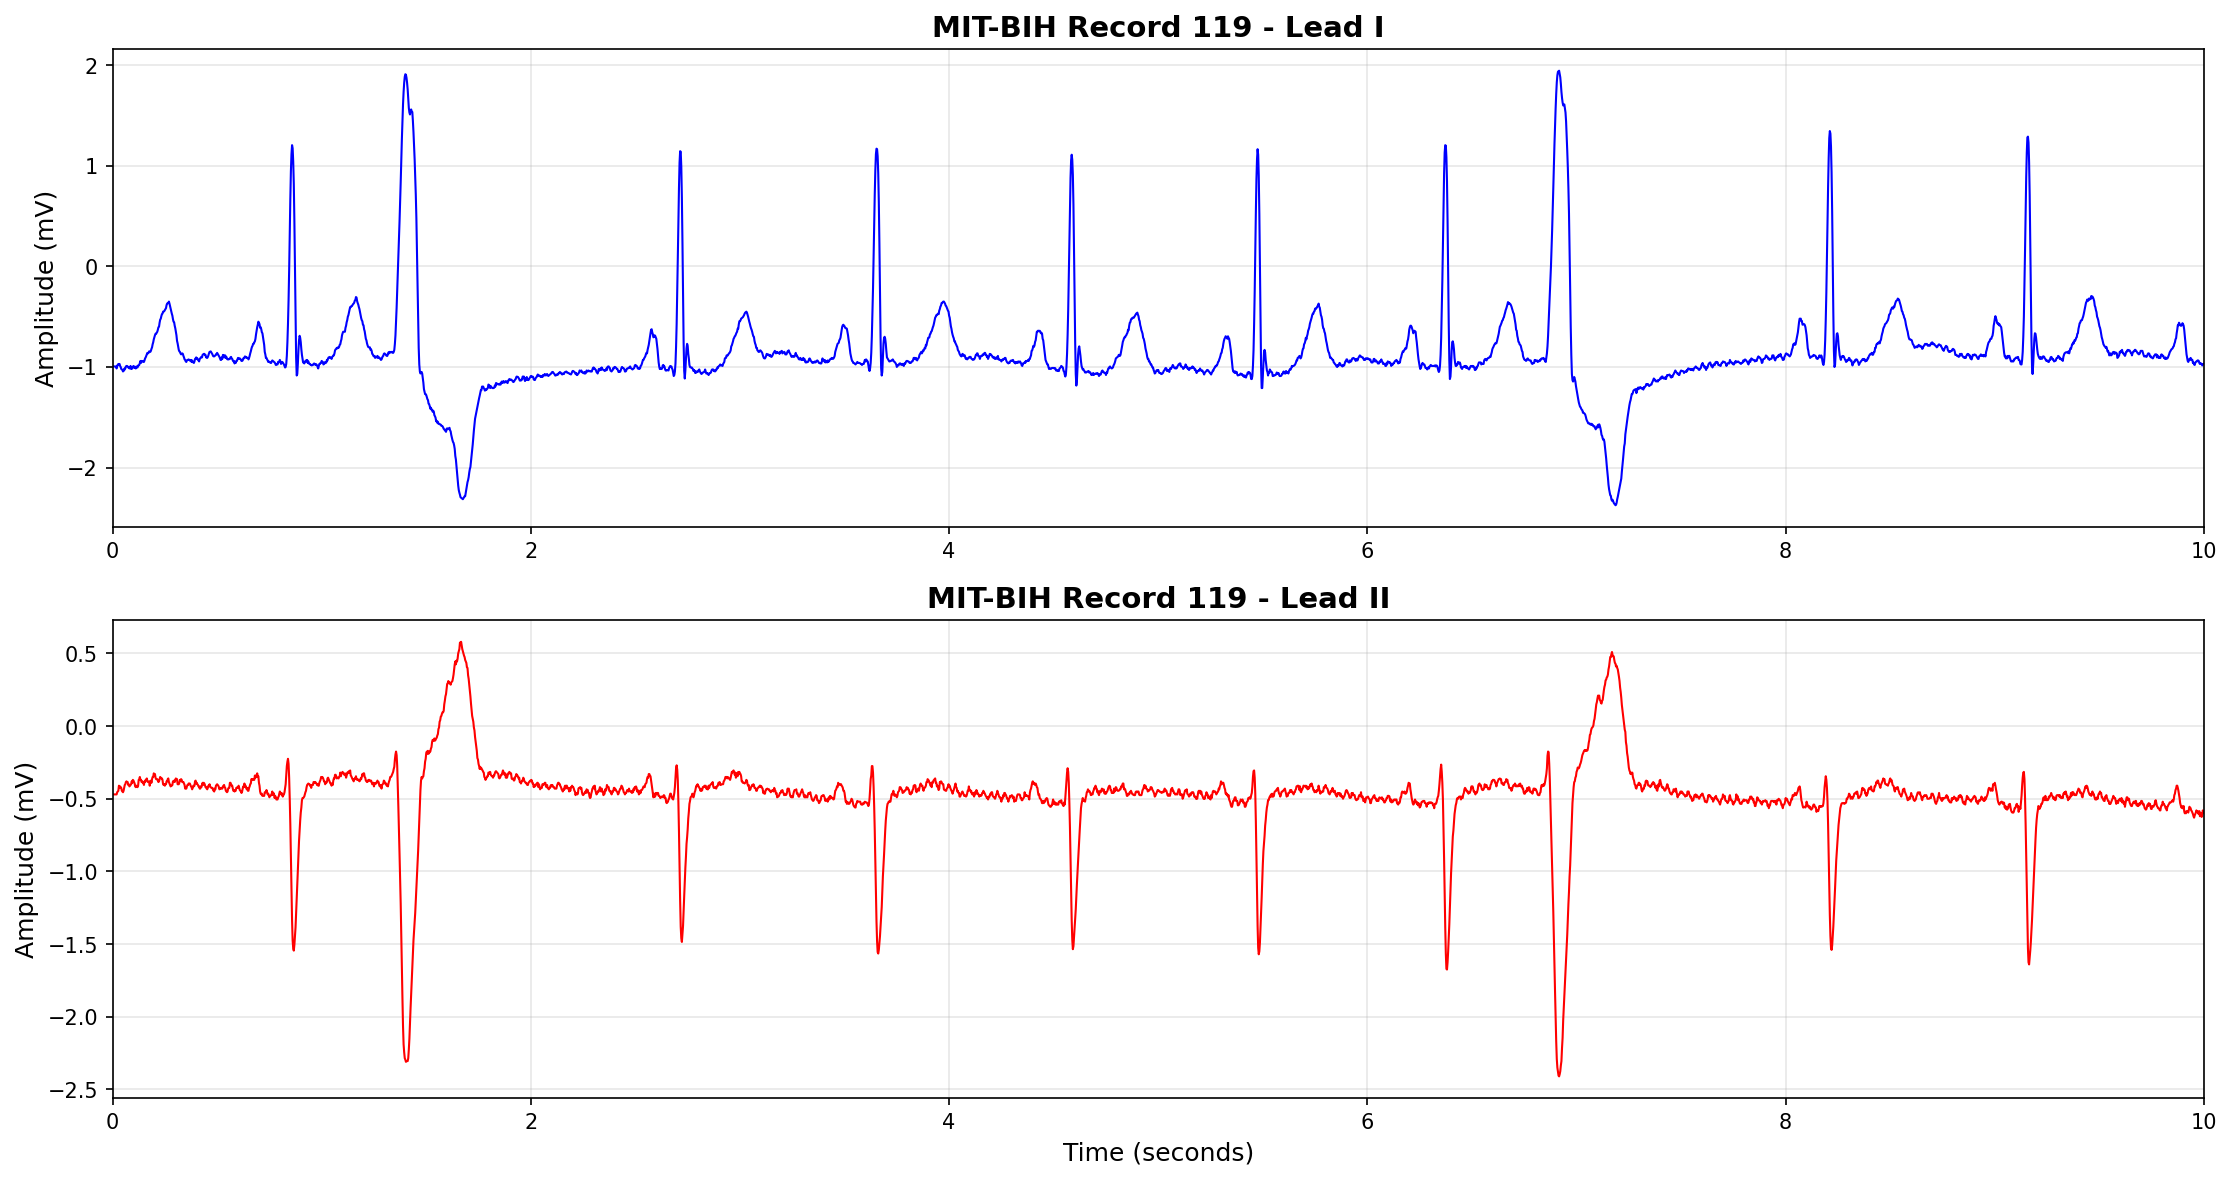 MIT-BIH Record 119 - Lead I
Amplitude (mV)
2
1
0
−1
−2
0 2 4 6 8 10
MIT-BIH Record 119 - Lead II
Amplitude (mV)
0.5
0.0
−0.5
−1.0
−1.5
−2.0
−2.5
0 2 4 6 8 10
Time (seconds)